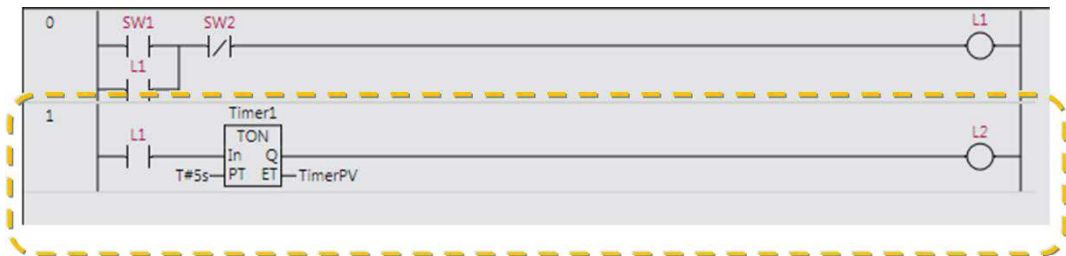 0 SW1 SW2 L1
L1
1 Timer1
L1 TON L2
In Q
T#5s PT ET TimerPV